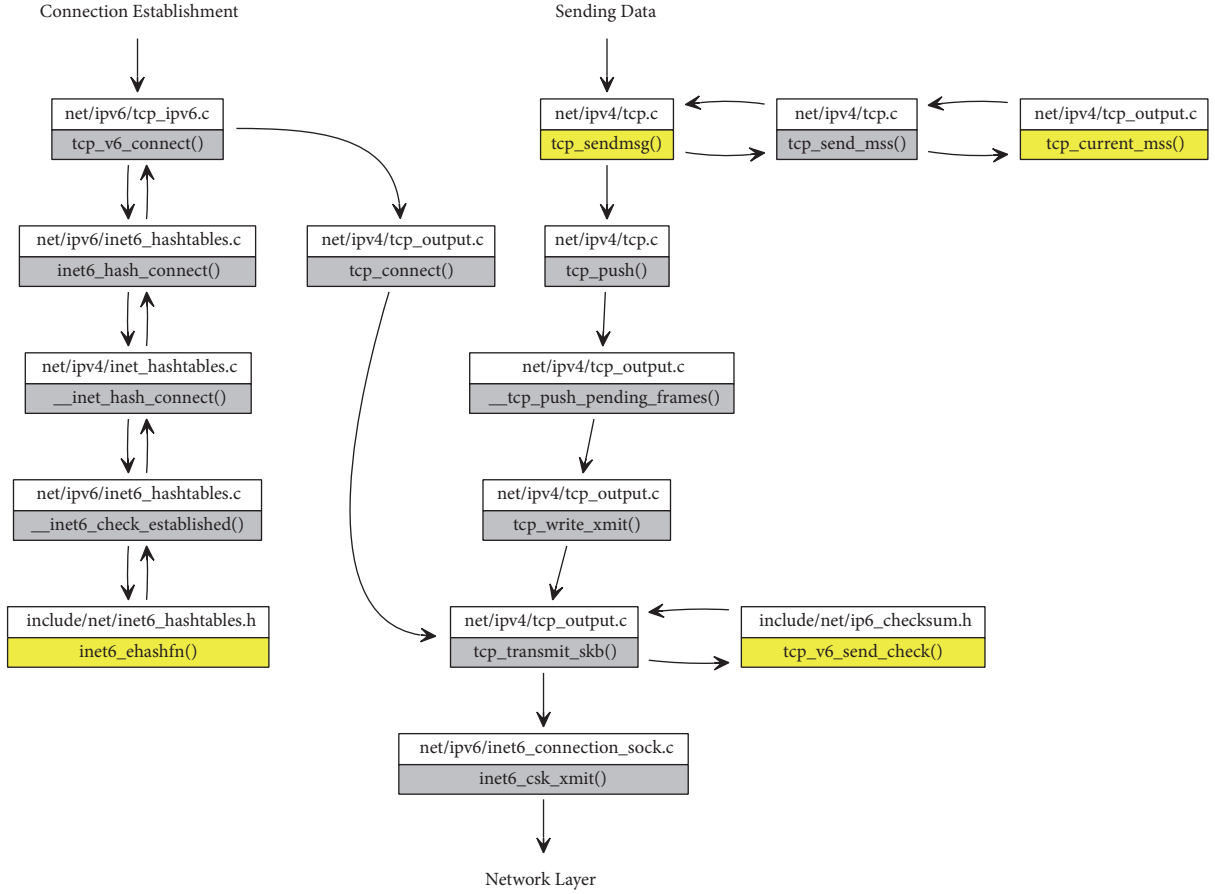 Connection Establishment
Sending Data
net/ipv6/tcp_ipv6.c
tcp_v6_connect()
net/ipv4/tcp.c
tcp_sendmsg()
net/ipv4/tcp.c
tcp_send_mss()
net/ipv4/tcp_output.c
tcp_current_mss()
net/ipv6/inet6_hashtables.c
inet6_hash_connect()
net/ipv4/tcp_output.c
tcp_connect()
net/ipv4/tcp.c
tcp_push()
net/ipv4/inet_hashtables.c
__inet_hash_connect()
net/ipv4/tcp_output.c
__tcp_push_pending_frames()
net/ipv6/inet6_hashtables.c
__inet6_check_established()
net/ipv4/tcp_output.c
tcp_write_xmit()
include/net/inet6_hashtables.h
inet6_ehashfn()
net/ipv4/tcp_output.c
tcp_transmit_skb()
include/net/ip6_checksum.h
tcp_v6_send_check()
net/ipv6/inet6_connection_sock.c
inet6_csk_xmit()
Network Layer